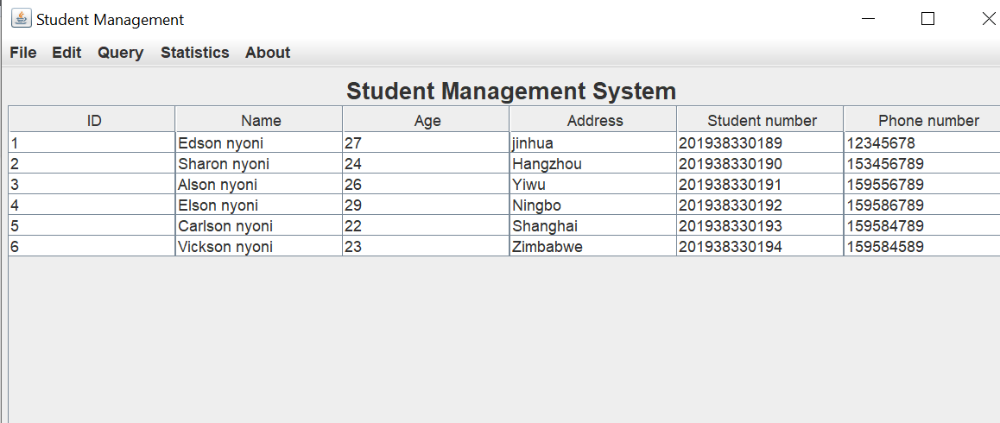 Student Management
File Edit Query Statistics About
Student Management System
ID Name Age Address Student number Phone number
1 Edson nyoni 27 jinhua 201938330189 12345678
2 Sharon nyoni 24 Hangzhou 201938330190 153456789
3 Alson nyoni 26 Yiwu 201938330191 159556789
4 Elson nyoni 29 Ningbo 201938330192 159586789
5 Carlson nyoni 22 Shanghai 201938330193 159584789
6 Vickson nyoni 23 Zimbabwe 201938330194 159584589